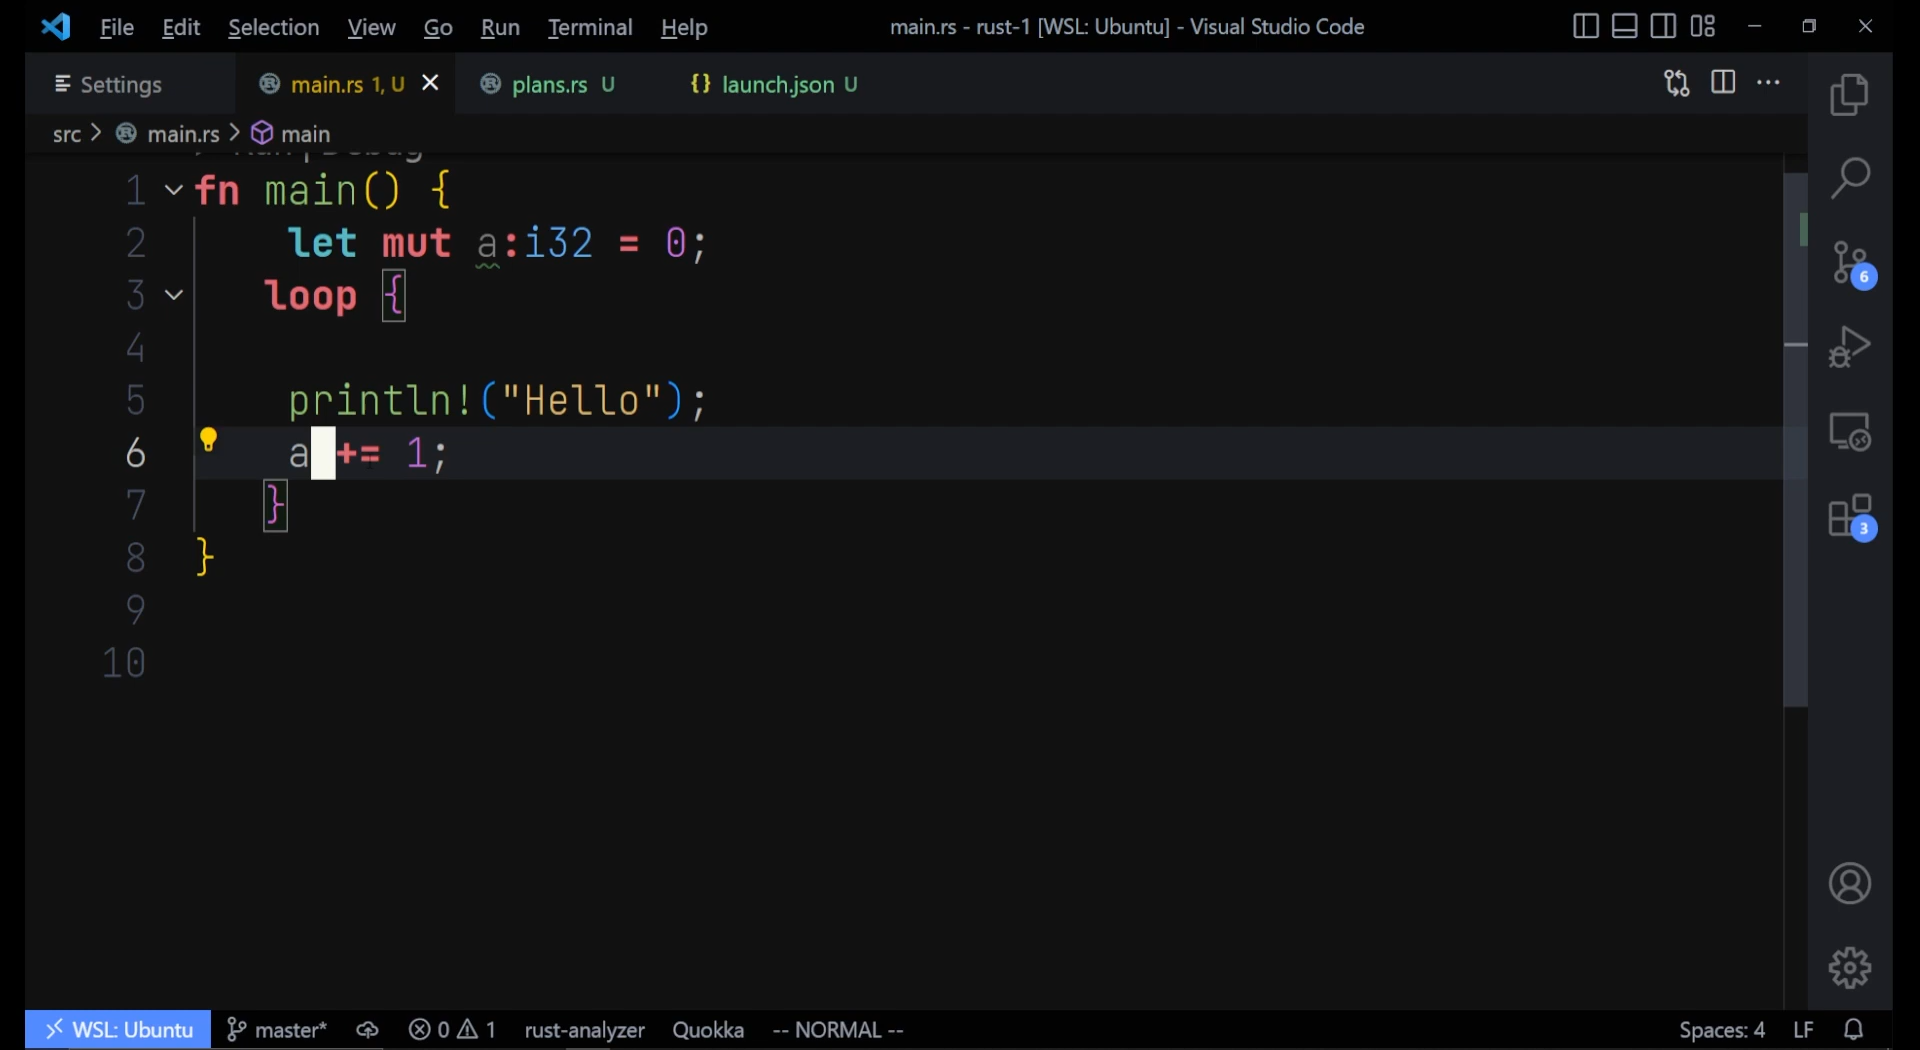 File Edit Selection View Go Run Terminal Help main.rs - rust-1 [WSL: Ubuntu] - Visual Studio Code
Settings main.rs 1, U plans.rs U {} launch.json U
src > main.rs > main
Run | Debug
1 fn main() {
2 let mut a:i32 = 0;
3 loop {
4
5 println!("Hello");
6 a += 1;
7 }
8 }
9
10
6
3
WSL: Ubuntu master* 0 1 rust-analyzer Quokka -- NORMAL -- Spaces: 4 LF